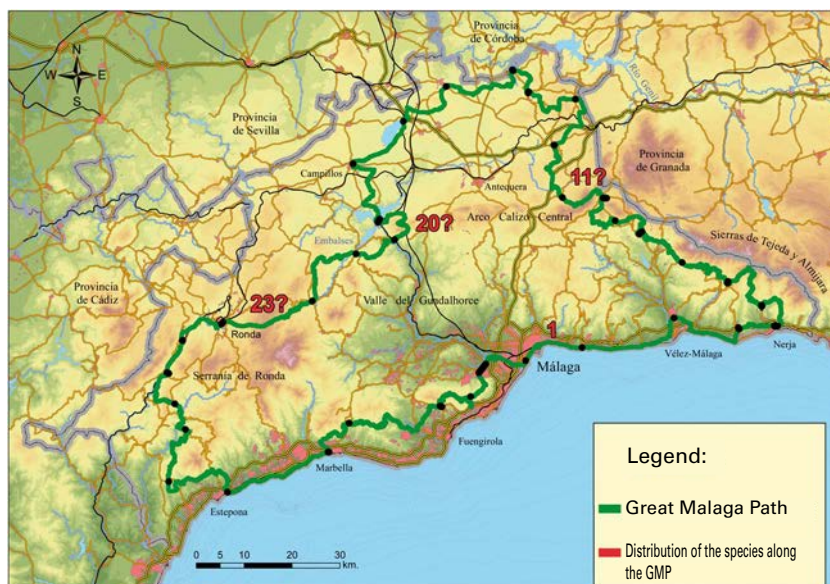 N
W E
S
Provincia
de Córdoba
Río Genil
Provincia
de Sevilla
Provincia
de Granada
Campillos
Antequera
11?
20?
Arco Calizo Central
Embalses
Sierras de Tejeda y Almijara
Provincia
de Cádiz
23?
Valle del Guadalhorce
Ronda
1
Málaga
Vélez-Málaga
Nerja
Serranía de Ronda
Fuengirola
Marbella
Estepona
0 5 10 20 30
km.
Legend:
Great Malaga Path
Distribution of the species along
the GMP